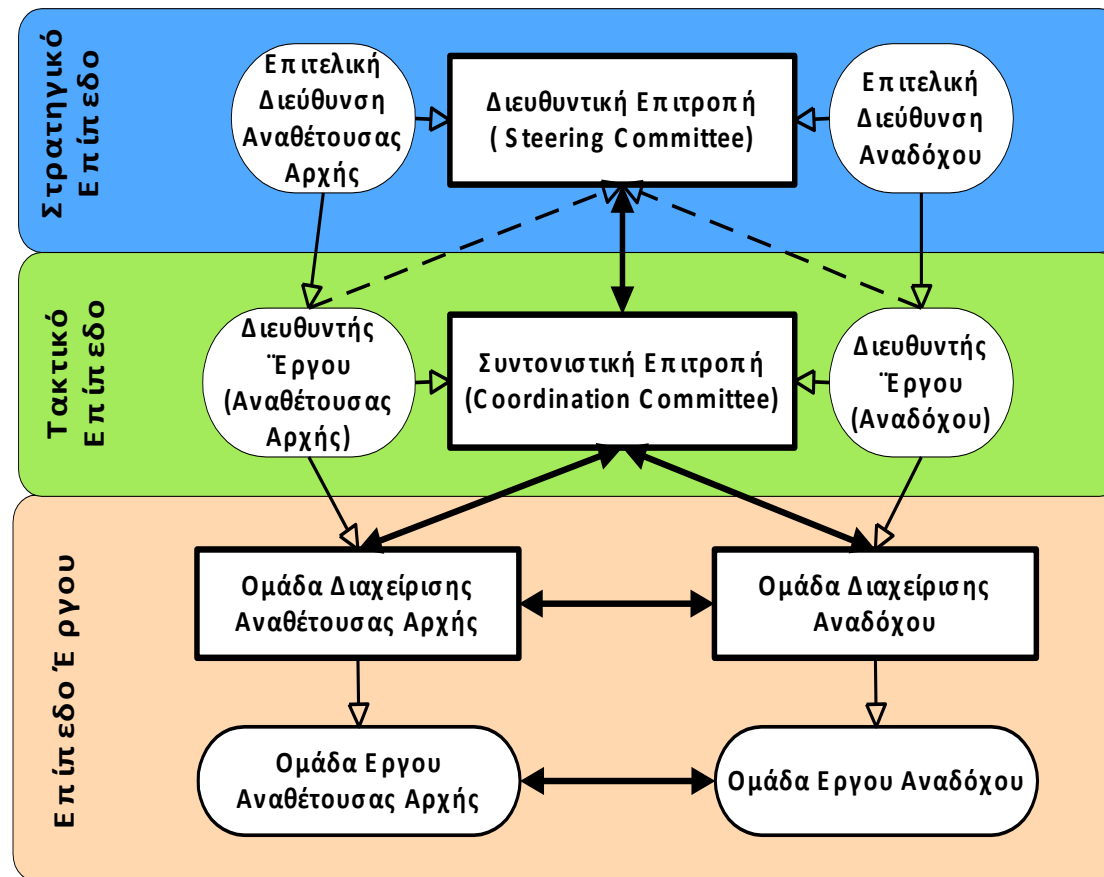 Στρατηγικό
Επίπεδο
Επιτελική
Διεύθυνση
Αναθέτουσας
Αρχής
Διευθυντική Επιτροπή
( Steering Committee)
Επιτελική
Διεύθυνση
Αναδόχου
Τακτικό
Επίπεδο
Διευθυντής
Ἔργου
(Αναθέτουσας
Αρχής)
Συντονιστική Επιτροπή
(Coordination Committee)
Διευθυντής
Ἔργου
(Αναδόχου)
Επίπεδο Έργου
Ομάδα Διαχείρισης
Αναθέτουσας Αρχής
Ομάδα Διαχείρισης
Αναδόχου
Ομάδα Εργου
Αναθέτουσας Αρχής
Ομάδα Εργου Αναδόχου